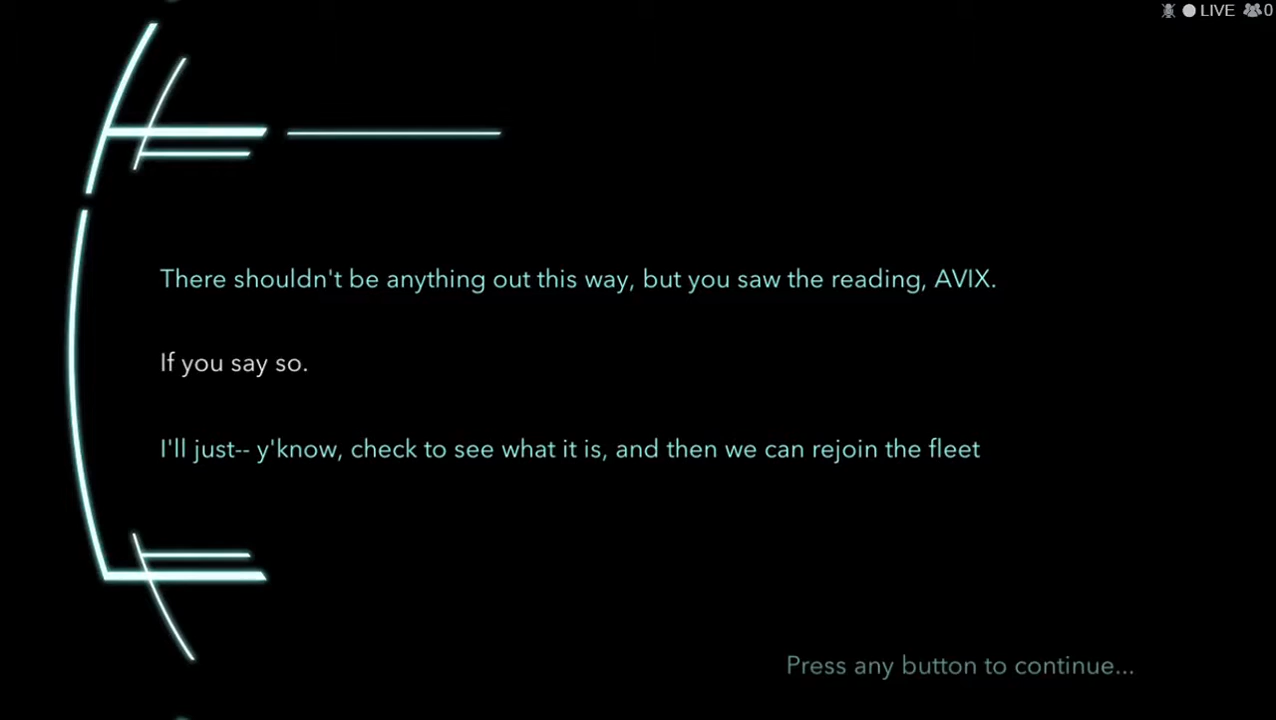 LIVE 0
There shouldn't be anything out this way, but you saw the reading, AVIX.
If you say so.
I'll just-- y'know, check to see what it is, and then we can rejoin the fleet
Press any button to continue...